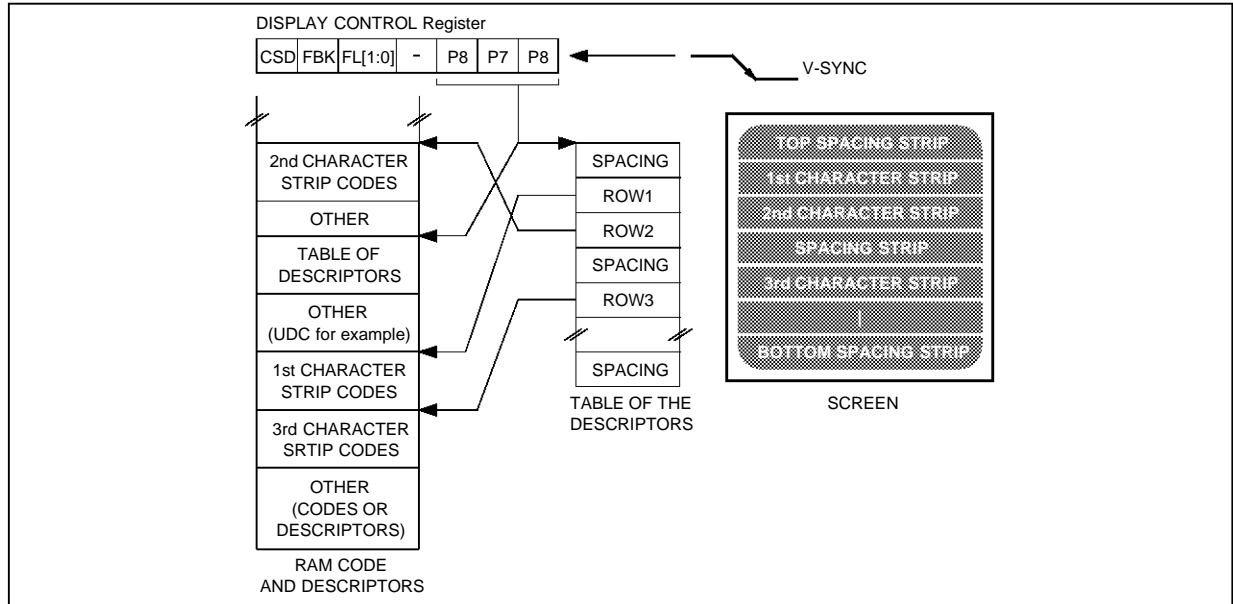 DISPLAY CONTROL Register
CSD FBK FL[1:0] - P8 P7 P8
V-SYNC
2nd CHARACTER
STRIP CODES
OTHER
TABLE OF
DESCRIPTORS
OTHER
(UDC for example)
1st CHARACTER
STRIP CODES
3rd CHARACTER
SRTIP CODES
OTHER
(CODES OR
DESCRIPTORS)
RAM CODE
AND DESCRIPTORS
SPACING
ROW1
ROW2
SPACING
ROW3
SPACING
TABLE OF THE
DESCRIPTORS
TOP SPACING STRIP
1st CHARACTER STRIP
2nd CHARACTER STRIP
SPACING STRIP
3rd CHARACTER STRIP
|
BOTTOM SPACING STRIP
SCREEN